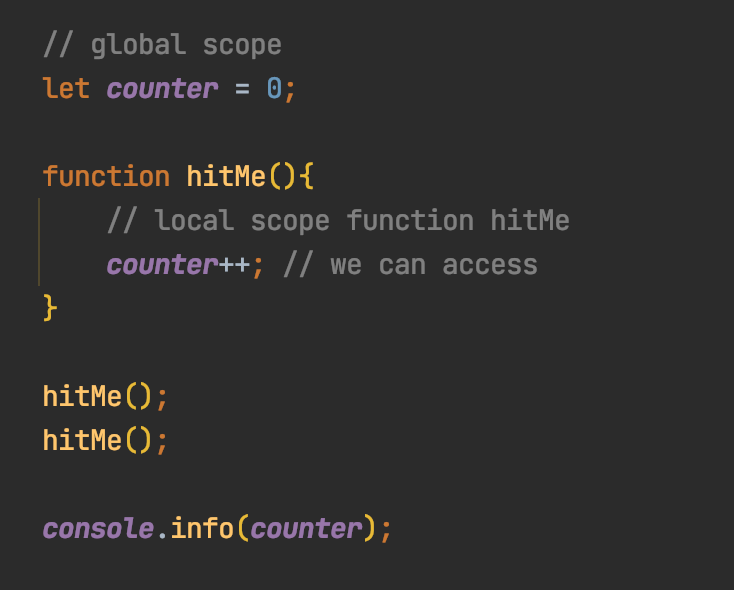 // global scope
let counter = 0;
function hitMe(){
// local scope function hitMe
counter++; // we can access
}
hitMe();
hitMe();
console.info(counter);